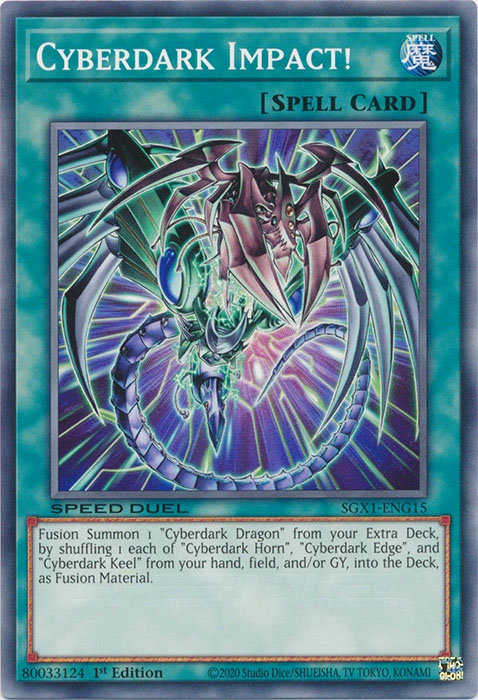 CYBERDARK IMPACT!
SPELL
魔
[SPELL CARD]
SPEED DUEL
SGX1-ENG15
Fusion Summon 1 "Cyberdark Dragon" from your Extra Deck,
by shuffling 1 each of "Cyberdark Horn", "Cyberdark Edge", and
"Cyberdark Keel" from your hand, field, and/or GY, into the Deck,
as Fusion Material.
80033124 1st Edition
©2020 Studio Dice/SHUEISHA, TV TOKYO, KONAMI